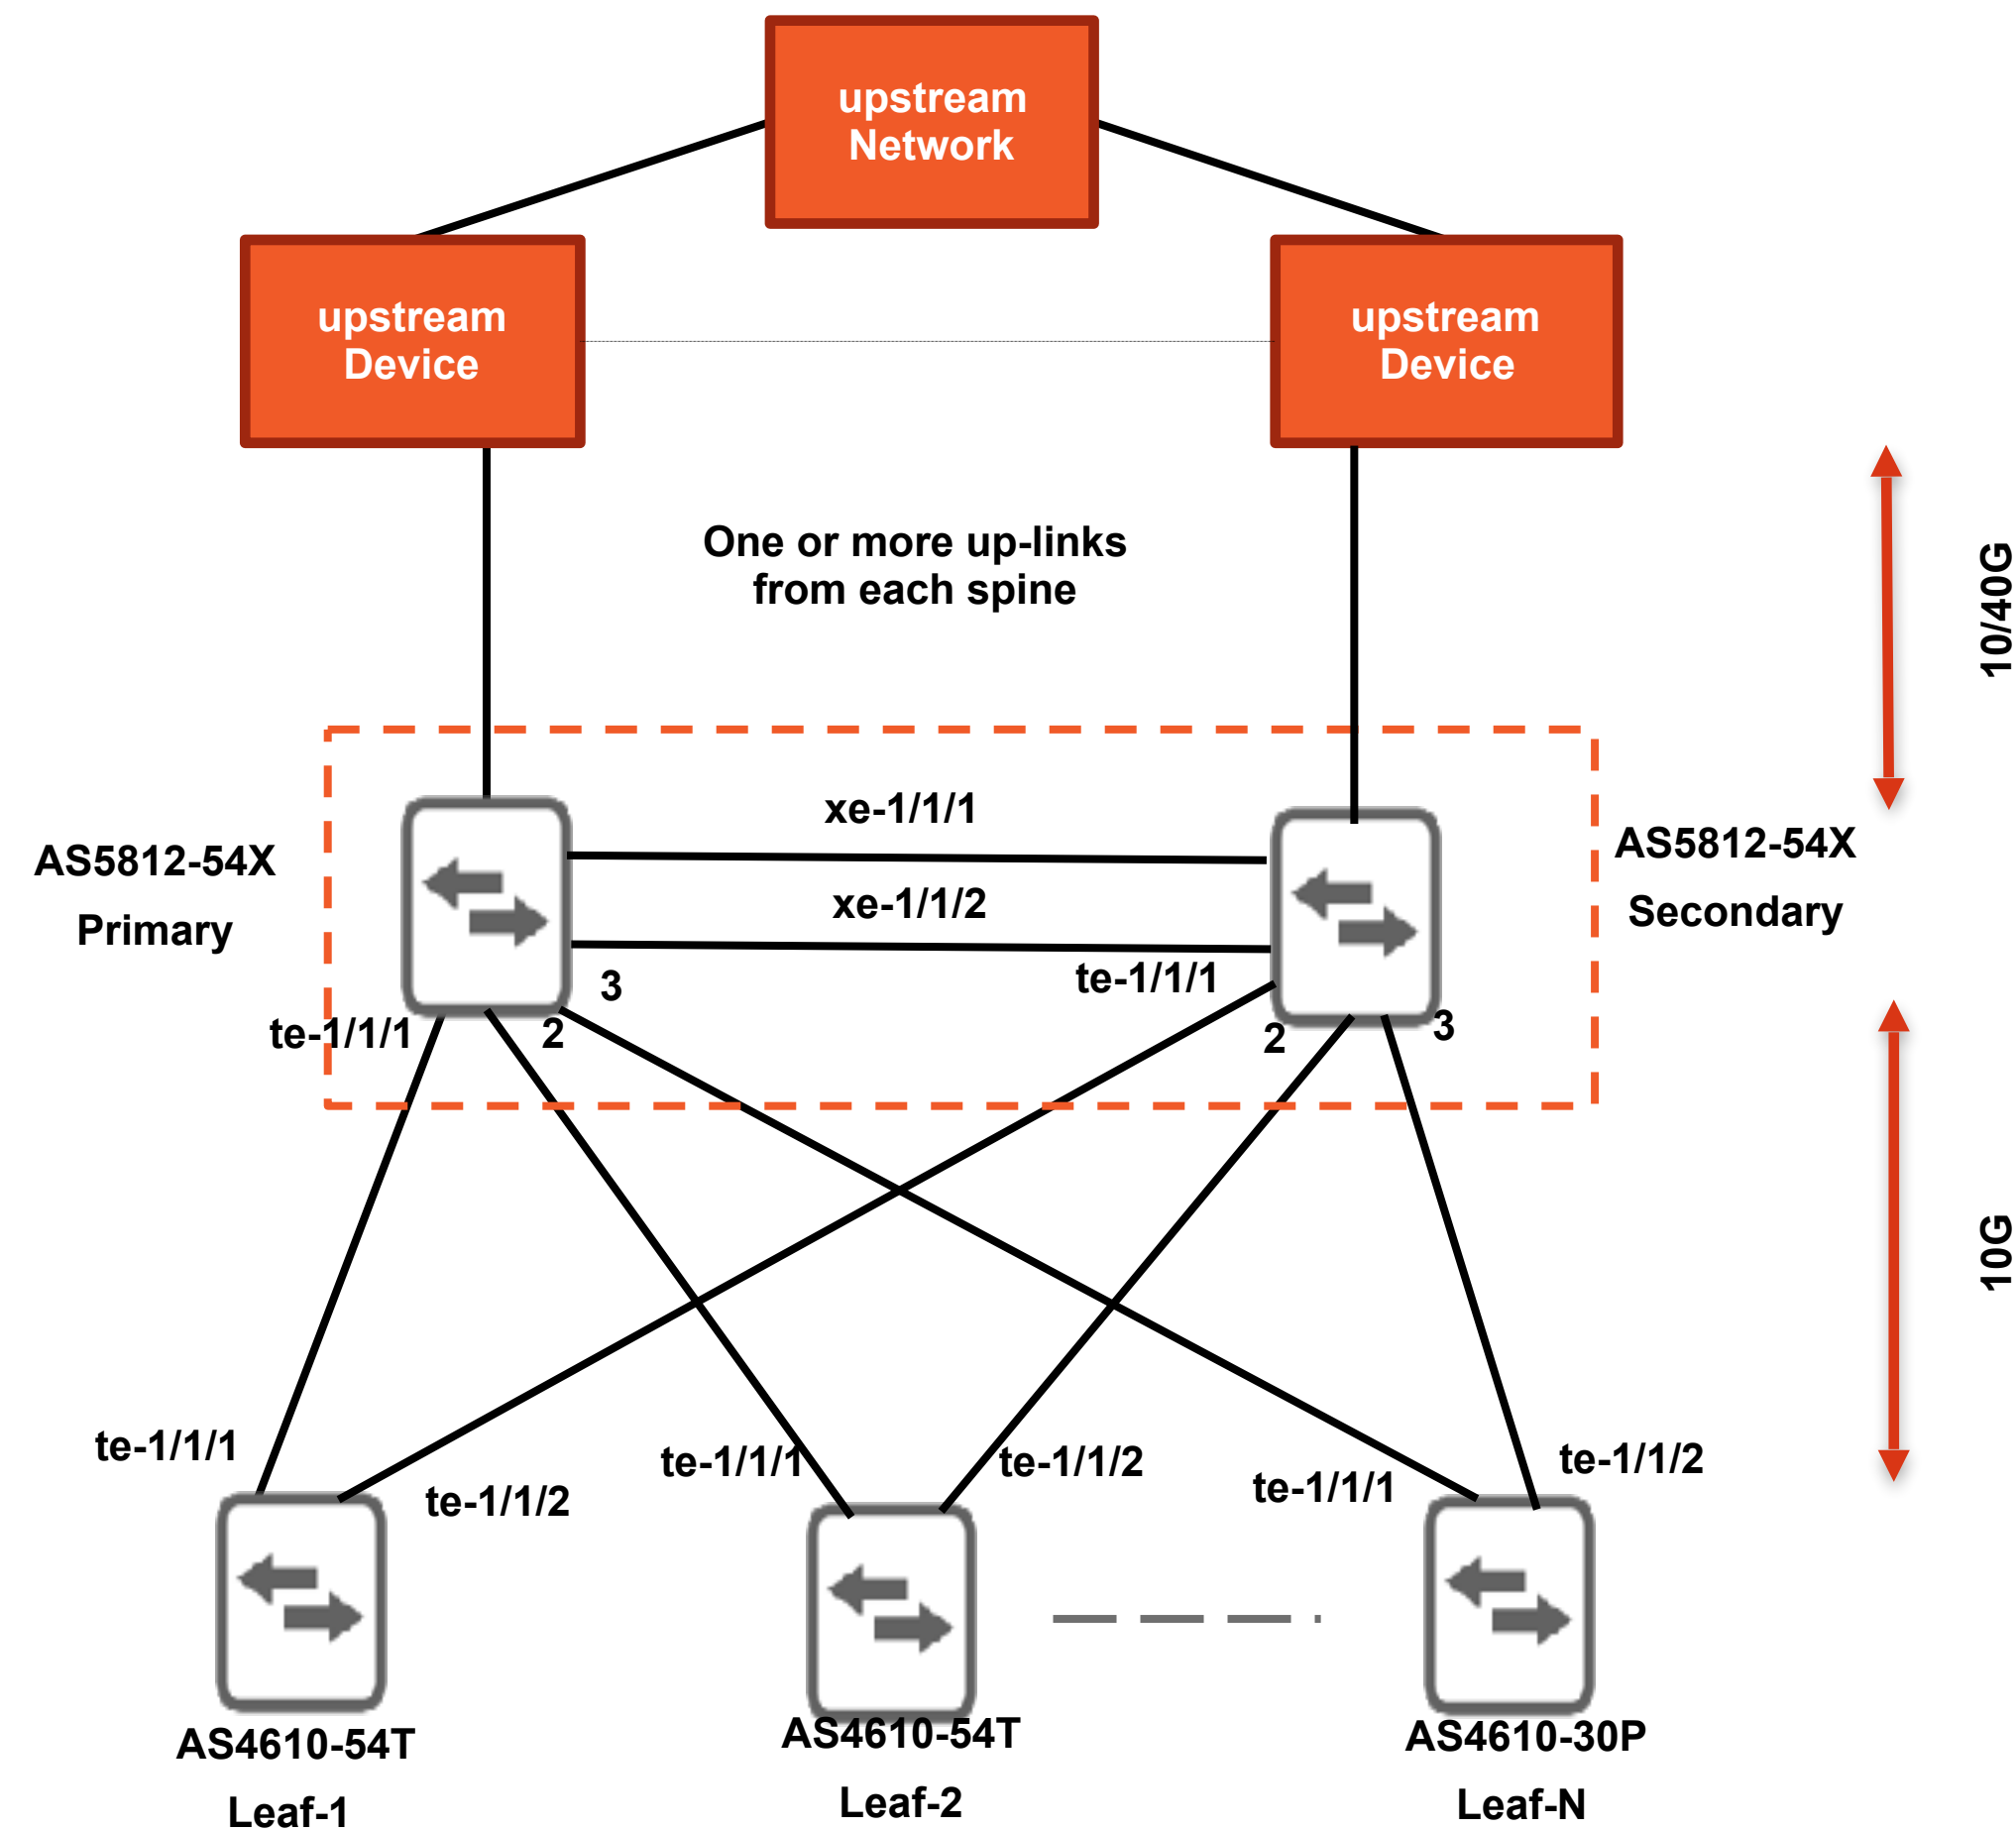 upstream
Network
upstream
Device
upstream
Device
One or more up-links
from each spine
10/40G
xe-1/1/1
AS5812-54X
Primary
xe-1/1/2
AS5812-54X
Secondary
3
te-1/1/1
te-1/1/1
2
2
3
10G
te-1/1/1
te-1/1/2
te-1/1/1
te-1/1/2
te-1/1/1
te-1/1/2
AS4610-54T
Leaf-1
AS4610-54T
Leaf-2
AS4610-30P
Leaf-N